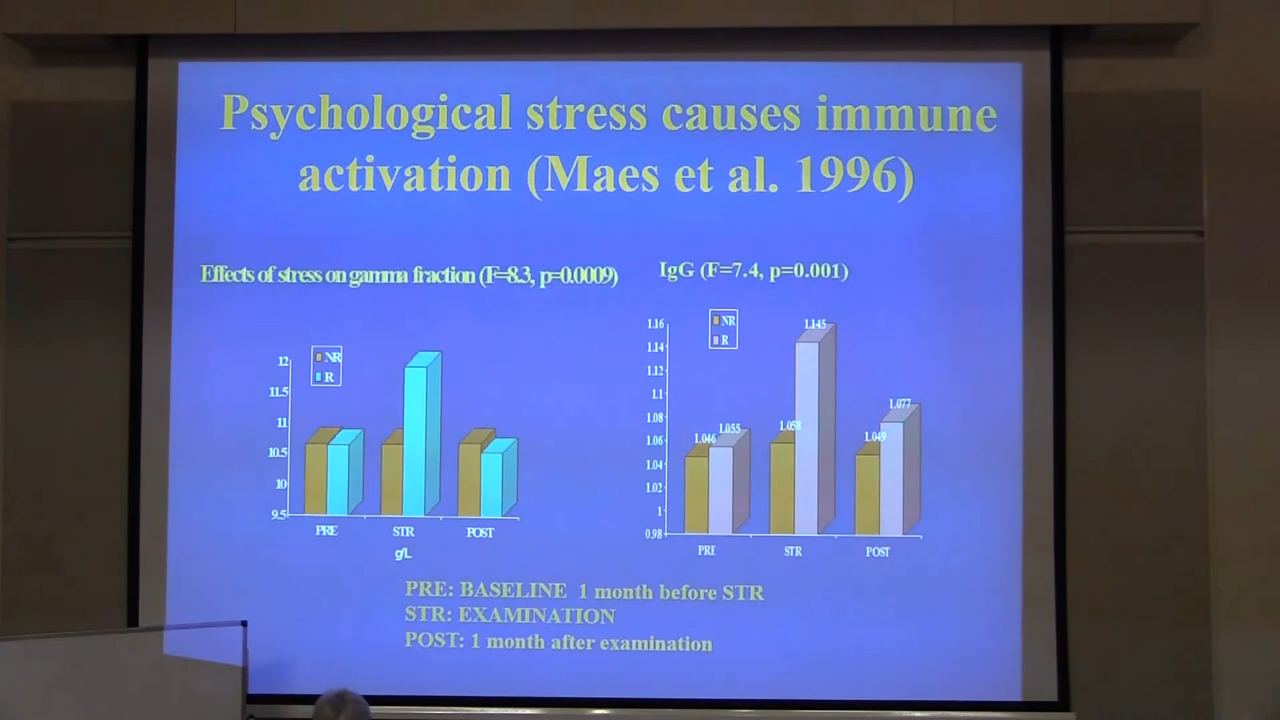 Psychological stress causes immune
activation (Maes et al. 1996)
Effects of stress on gamma fraction (F=8.3, p=0.0009)
12
11.5
11
10.5
10
9.5
NR
R
PRE
STR
POST
g/L
IgG (F=7.4, p=0.001)
1.16
1.14
1.12
1.1
1.08
1.06
1.04
1.02
1
0.98
NR
R
1.046
1.055
1.058
1.145
1.049
1.077
PRE
STR
POST
PRE: BASELINE 1 month before STR
STR: EXAMINATION
POST: 1 month after examination